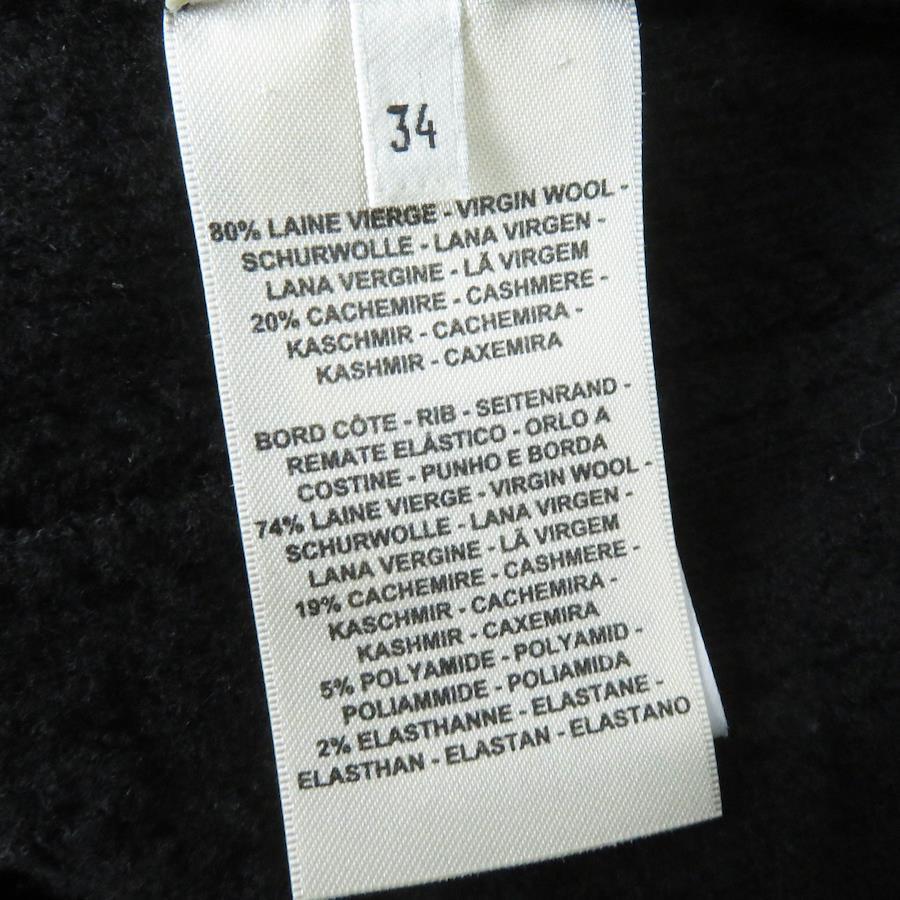 34
80% LAINE VIERGE - VIRGIN WOOL -
SCHURWOLLE - LANA VIRGEN -
LANA VERGINE - LÃ VIRGEM
20% CACHEMIRE - CASHMERE -
KASCHMIR - CACHEMIRA -
KASHMIR - CAXEMIRA
BORD CÔTE - RIB - SEITENRAND -
REMATE ELÁSTICO - ORLO A
COSTINE - PUNHO E BORDA
74% LAINE VIERGE - VIRGIN WOOL -
SCHURWOLLE - LANA VIRGEN -
LANA VERGINE - LÃ VIRGEM
19% CACHEMIRE - CASHMERE -
KASCHMIR - CACHEMIRA -
KASHMIR - CAXEMIRA
5% POLYAMIDE - POLYAMID -
POLIAMMIDE - POLIAMIDA
2% ELASTHANNE - ELASTANE -
ELASTHAN - ELASTAN - ELASTANO